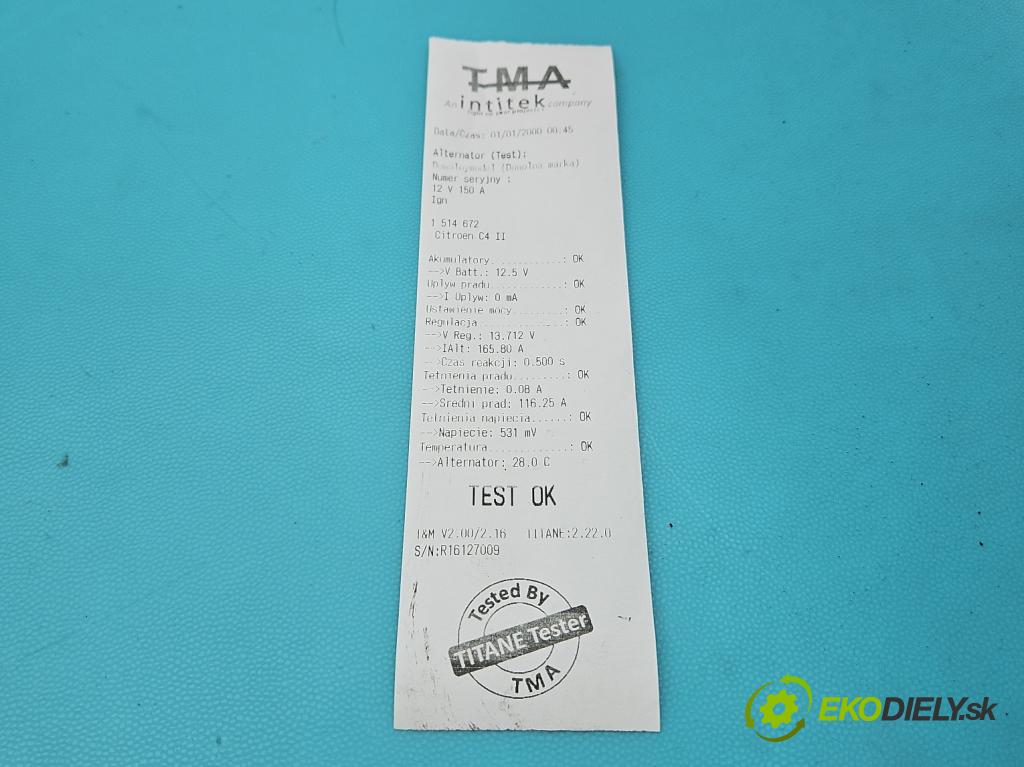 TMA
An intitek company
Data/Czas: 01/01/2000 00:45
Alternator (Test):
Dowolnymodel (Dowolna marka)
Numer seryjny :
12 V 150 A
Ign
1 514 672
Citroen C4 II
Akumulatory............: OK
-->V Batt.: 12.5 V
Uplyw pradu............: OK
-->I Uplyw: 0 mA
Ustawienie mocy.........: OK
Regulacja..............: OK
-->V Reg.: 13.712 V
-->IAlt: 165.80 A
-->Czas reakcji: 0.500 s
Tetnienia pradu.........: OK
-->Tetnienie: 0.08 A
-->Sredni prad: 116.25 A
Tetnienia napiecia......: OK
-->Napiecie: 531 mV
Temperatura.............: OK
-->Alternator: 28.0 C
TEST OK
T&M V2.00/2.16 TITANE:2.22.0
S/N:R16127009
Tested By
TITANE Tester
TMA
EKODIELY.sk